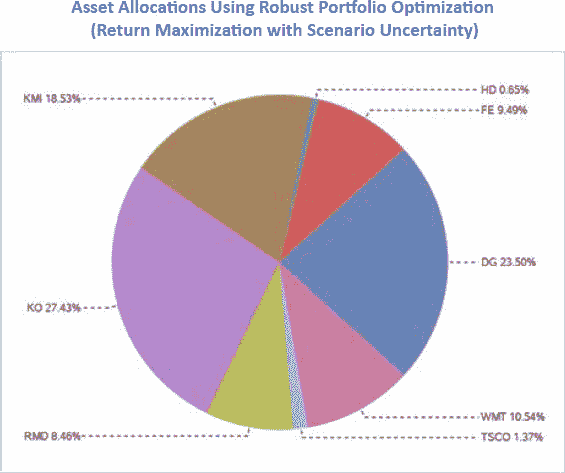 Asset Allocations Using Robust Portfolio Optimization
(Return Maximization with Scenario Uncertainty)
KMI 18.53%
HD 0.65%
FE 9.49%
DG 23.50%
KO 27.43%
WMT 10.54%
RMD 8.46%
TSCO 1.37%